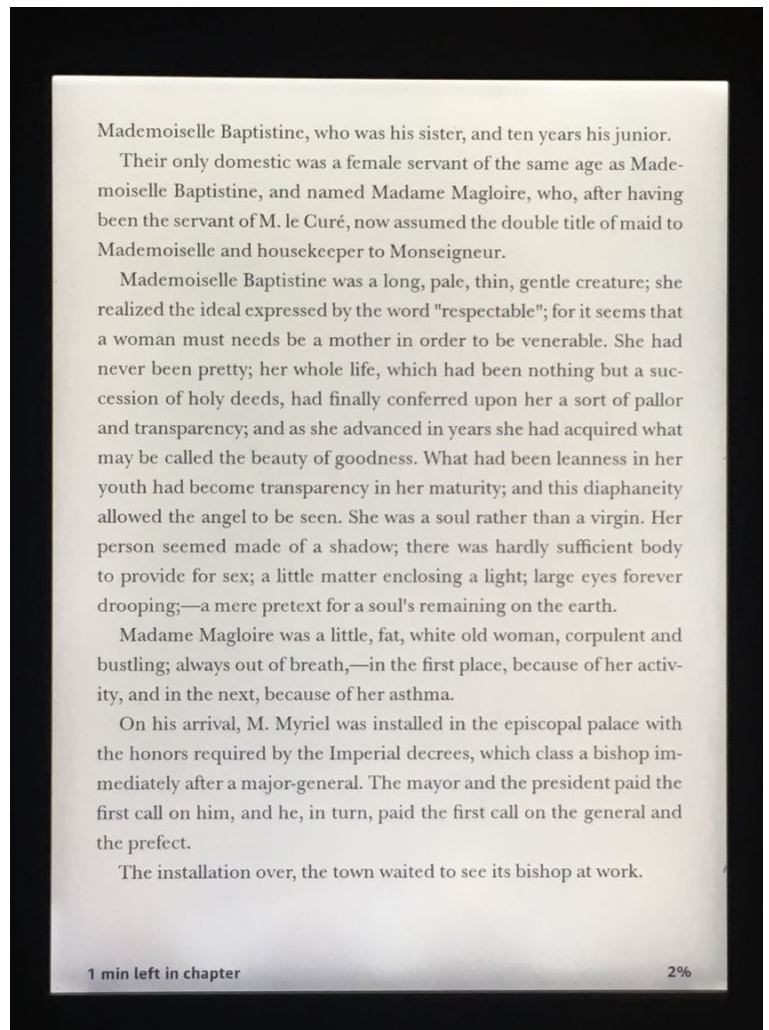 Mademoiselle Baptistine, who was his sister, and ten years his junior.
Their only domestic was a female servant of the same age as Made-
moiselle Baptistine, and named Madame Magloire, who, after having
been the servant of M. le Curé, now assumed the double title of maid to
Mademoiselle and housekeeper to Monseigneur.
Mademoiselle Baptistine was a long, pale, thin, gentle creature; she
realized the ideal expressed by the word "respectable"; for it seems that
a woman must needs be a mother in order to be venerable. She had
never been pretty; her whole life, which had been nothing but a suc-
cession of holy deeds, had finally conferred upon her a sort of pallor
and transparency; and as she advanced in years she had acquired what
may be called the beauty of goodness. What had been leanness in her
youth had become transparency in her maturity; and this diaphaneity
allowed the angel to be seen. She was a soul rather than a virgin. Her
person seemed made of a shadow; there was hardly sufficient body
to provide for sex; a little matter enclosing a light; large eyes forever
drooping;—a mere pretext for a soul's remaining on the earth.
Madame Magloire was a little, fat, white old woman, corpulent and
bustling; always out of breath,—in the first place, because of her activ-
ity, and in the next, because of her asthma.
On his arrival, M. Myriel was installed in the episcopal palace with
the honors required by the Imperial decrees, which class a bishop im-
mediately after a major-general. The mayor and the president paid the
first call on him, and he, in turn, paid the first call on the general and
the prefect.
The installation over, the town waited to see its bishop at work.
1 min left in chapter 2%